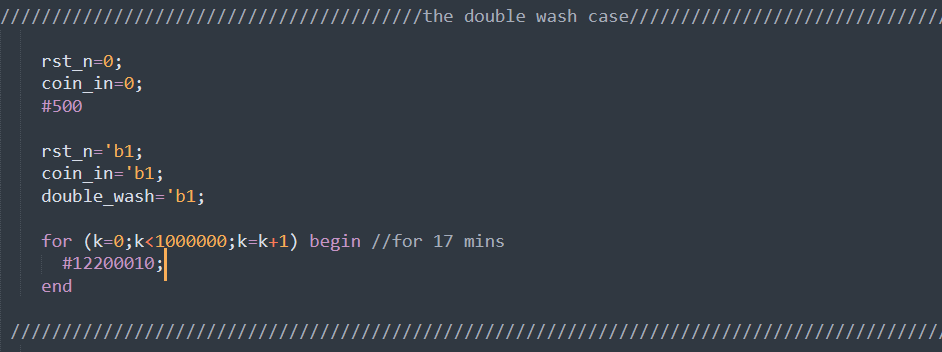 /////////////////////////////////////////the double wash case//////////////////////////////
rst_n=0;
coin_in=0;
#500
rst_n='b1;
coin_in='b1;
double_wash='b1;
for (k=0;k<1000000;k=k+1) begin //for 17 mins
#12200010;
end
//////////////////////////////////////////////////////////////////////////////////////////